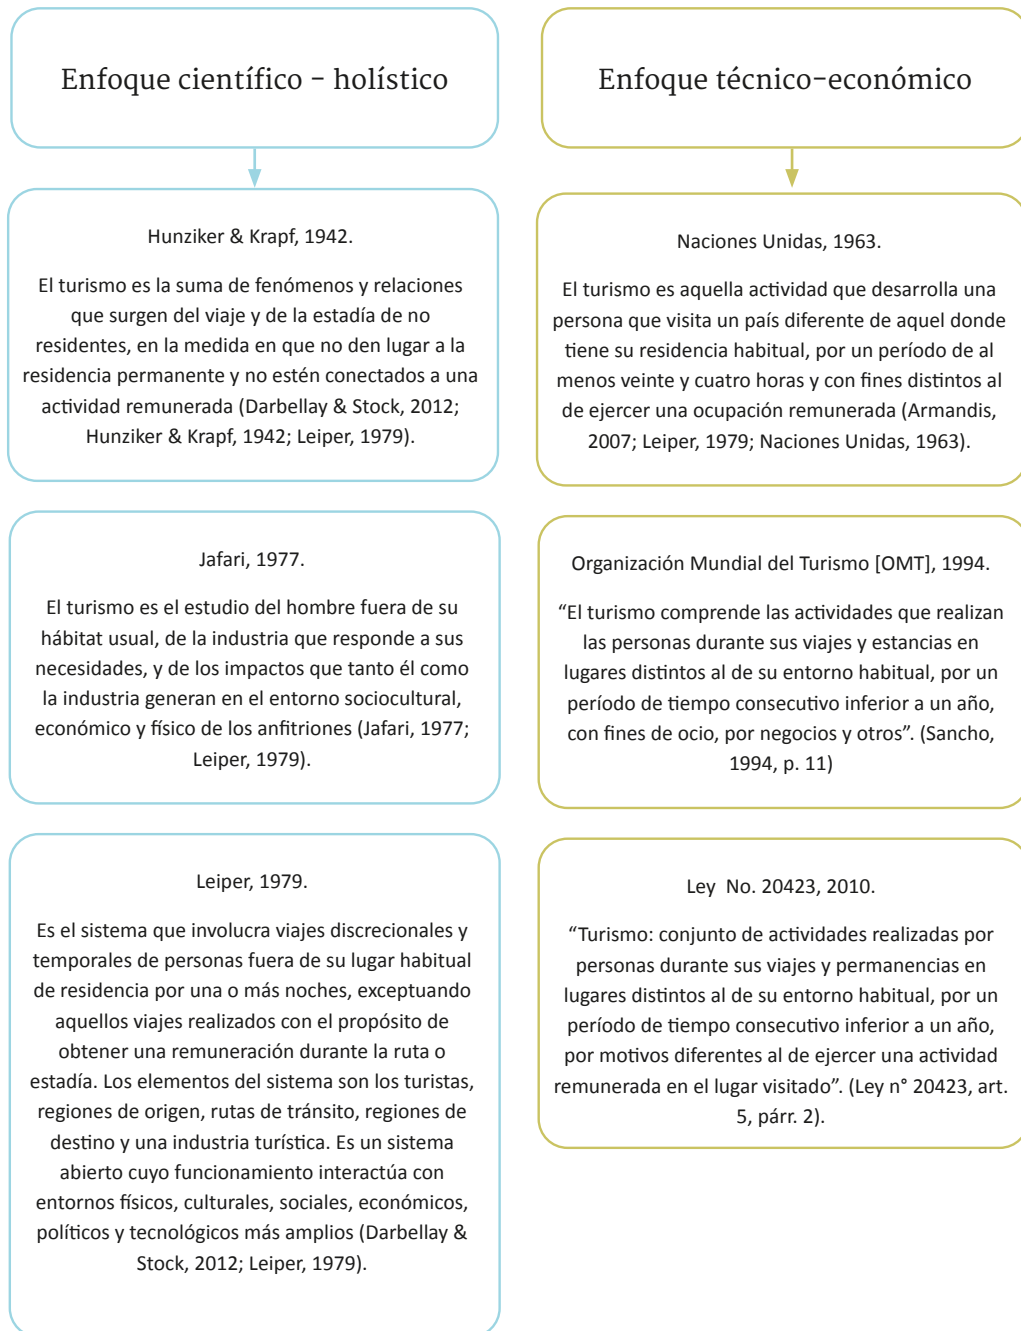 Enfoque científico - holístico
Hunziker & Krapf, 1942.
El turismo es la suma de fenómenos y relaciones
que surgen del viaje y de la estadía de no
residentes, en la medida en que no den lugar a la
residencia permanente y no estén conectados a una
actividad remunerada (Darbellay & Stock, 2012;
Hunziker & Krapf, 1942; Leiper, 1979).
Jafari, 1977.
El turismo es el estudio del hombre fuera de su
hábitat usual, de la industria que responde a sus
necesidades, y de los impactos que tanto él como
la industria generan en el entorno sociocultural,
económico y físico de los anfitriones (Jafari, 1977;
Leiper, 1979).
Leiper, 1979.
Es el sistema que involucra viajes discrecionales y
temporales de personas fuera de su lugar habitual
de residencia por una o más noches, exceptuando
aquellos viajes realizados con el propósito de
obtener una remuneración durante la ruta o
estadía. Los elementos del sistema son los turistas,
regiones de origen, rutas de tránsito, regiones de
destino y una industria turística. Es un sistema
abierto cuyo funcionamiento interactúa con
entornos físicos, culturales, sociales, económicos,
políticos y tecnológicos más amplios (Darbellay &
Stock, 2012; Leiper, 1979).
Enfoque técnico-económico
Naciones Unidas, 1963.
El turismo es aquella actividad que desarrolla una
persona que visita un país diferente de aquel donde
tiene su residencia habitual, por un período de al
menos veinte y cuatro horas y con fines distintos al
de ejercer una ocupación remunerada (Armandis,
2007; Leiper, 1979; Naciones Unidas, 1963).
Organización Mundial del Turismo [OMT], 1994.
“El turismo comprende las actividades que realizan
las personas durante sus viajes y estancias en
lugares distintos al de su entorno habitual, por un
período de tiempo consecutivo inferior a un año,
con fines de ocio, por negocios y otros”. (Sancho,
1994, p. 11)
Ley No. 20423, 2010.
“Turismo: conjunto de actividades realizadas por
personas durante sus viajes y permanencias en
lugares distintos al de su entorno habitual, por un
período de tiempo consecutivo inferior a un año,
por motivos diferentes al de ejercer una actividad
remunerada en el lugar visitado”. (Ley n° 20423, art.
5, párr. 2).